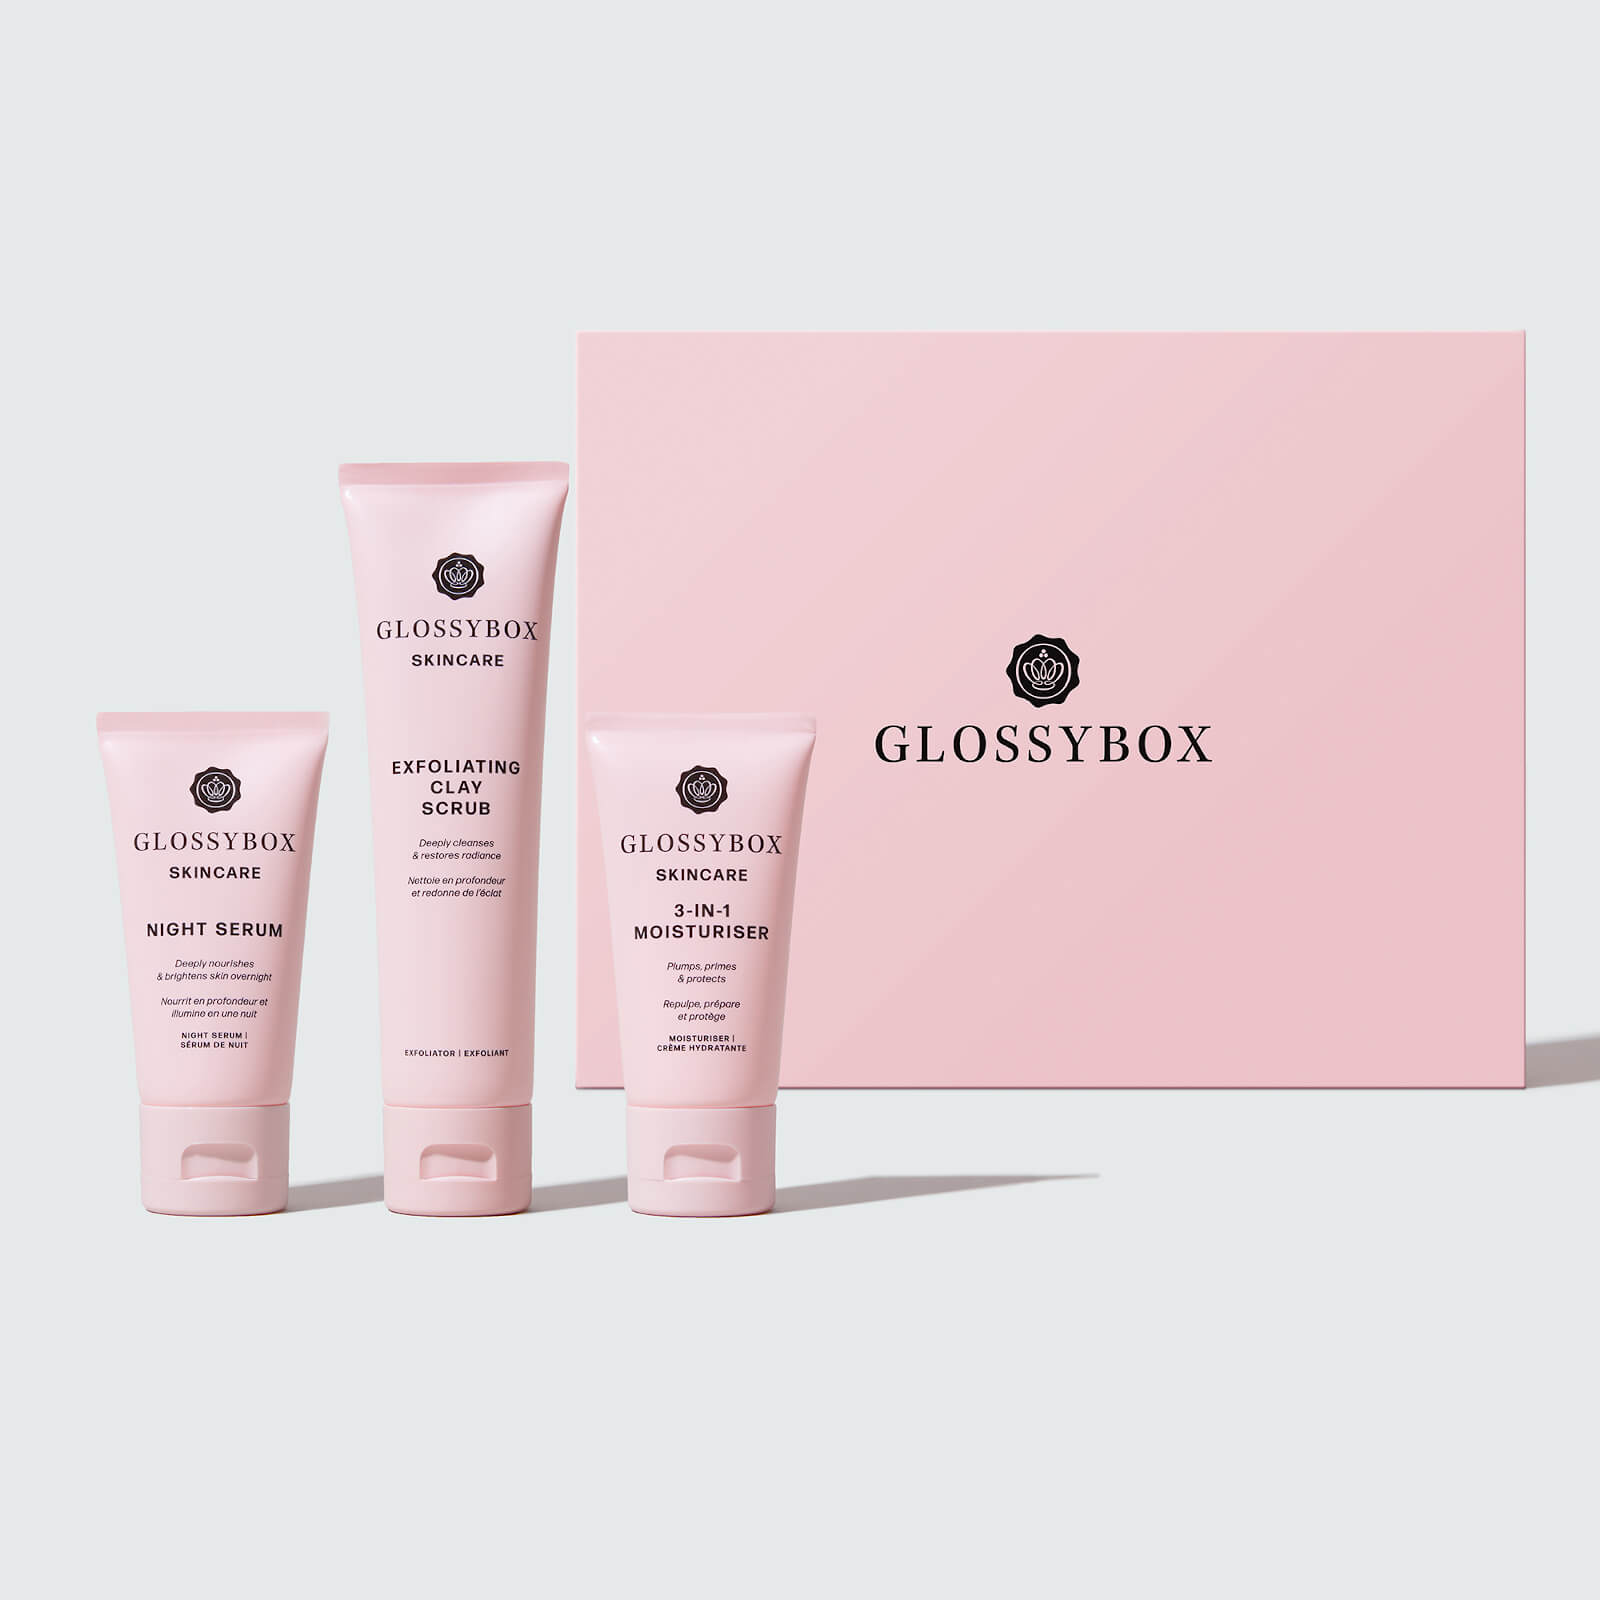 GLOSSYBOX
SKINCARE
NIGHT SERUM
Deeply nourishes
& brightens skin overnight
Nourrit en profondeur et
illumine en une nuit
NIGHT SERUM |
SÉRUM DE NUIT
GLOSSYBOX
SKINCARE
EXFOLIATING
CLAY
SCRUB
Deeply cleanses
& restores radiance
Nettoie en profondeur
et redonne de l'éclat
EXFOLIATOR | EXFOLIANT
GLOSSYBOX
SKINCARE
3-IN-1
MOISTURISER
Plumps, primes
& protects
Repulpe, prépare
et protège
MOISTURISER |
CRÈME HYDRATANTE
GLOSSYBOX